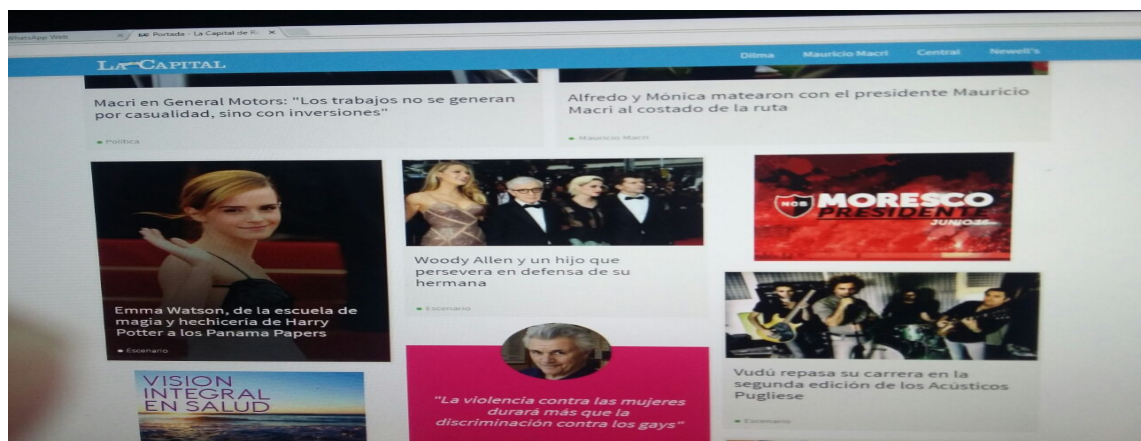 WhatsApp Web
Portada - La Capital de R
LA CAPITAL
Dilma Mauricio Macri Central Newell's
Macri en General Motors: "Los trabajos no se generan
por casualidad, sino con inversiones"
Política
Alfredo y Mónica matearon con el presidente Mauricio
Macri al costado de la ruta
Mauricio Macri
Emma Watson, de la escuela de
magia y hechicería de Harry
Potter a los Panama Papers
Escenario
Woody Allen y un hijo que
persevera en defensa de su
hermana
Escenario
MORESCO
PRESIDENTE
JUNIO26
Vudú repasa su carrera en la
segunda edición de los Acústicos
Pugliese
Escenario
VISION
INTEGRAL
EN SALUD
"La violencia contra las mujeres
durará más que la
discriminación contra los gays"